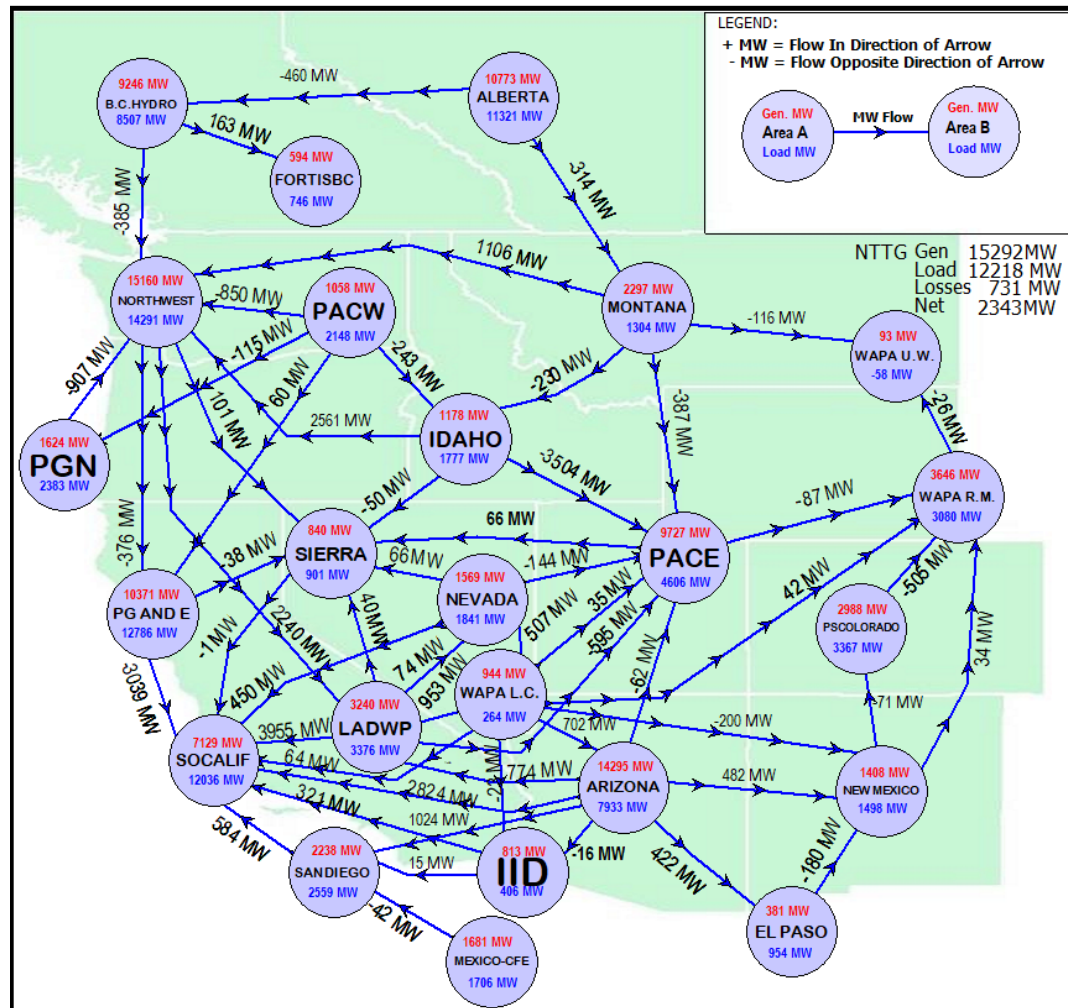 LEGEND:
+ MW = Flow In Direction of Arrow
- MW = Flow Opposite Direction of Arrow
Gen. MW
Area A
Load MW
MW Flow
Gen. MW
Area B
Load MW
NTTG Gen 15292MW
Load 12218 MW
Losses 731 MW
Net 2343MW
9246 MW
B.C.HYDRO
8507 MW
-460 MW
10773 MW
ALBERTA
11321 MW
163 MW
594 MW
FORTISBC
746 MW
-385 MW
-314 MW
1106 MW
15160 MW
NORTHWEST
14291 MW
-850 MW
1058 MW
PACW
2148 MW
2297 MW
MONTANA
1304 MW
-116 MW
93 MW
WAPA U.W.
-58 MW
-907 MW
-115 MW
-243 MW
-230 MW
-387 MW
-26 MW
101 MW
60 MW
2561 MW
1178 MW
IDAHO
1777 MW
1624 MW
PGN
2383 MW
-3504 MW
-50 MW
-87 MW
3646 MW
WAPA R.M.
3080 MW
-376 MW
-38 MW
840 MW
SIERRA
901 MW
66 MW
66 MW
-144 MW
9727 MW
PACE
4606 MW
-505 MW
10371 MW
PG AND E
12786 MW
1569 MW
NEVADA
1841 MW
507 MW
35 MW
-595 MW
42 MW
2988 MW
PSCOLORADO
3367 MW
34 MW
-1 MW
2240 MW
40 MW
74 MW
953 MW
-62 MW
3039 MW
-450 MW
944 MW
WAPA L.C.
264 MW
-200 MW
-71 MW
3240 MW
LADWP
3376 MW
3955 MW
702 MW
7129 MW
SOCALIF
12036 MW
64 MW
-774 MW
14295 MW
ARIZONA
7933 MW
482 MW
1408 MW
NEW MEXICO
1498 MW
2824 MW
321 MW
1024 MW
584 MW
15 MW
-16 MW
422 MW
-180 MW
2238 MW
SANDIEGO
2559 MW
813 MW
IID
406 MW
-42 MW
381 MW
EL PASO
954 MW
1681 MW
MEXICO-CFE
1706 MW